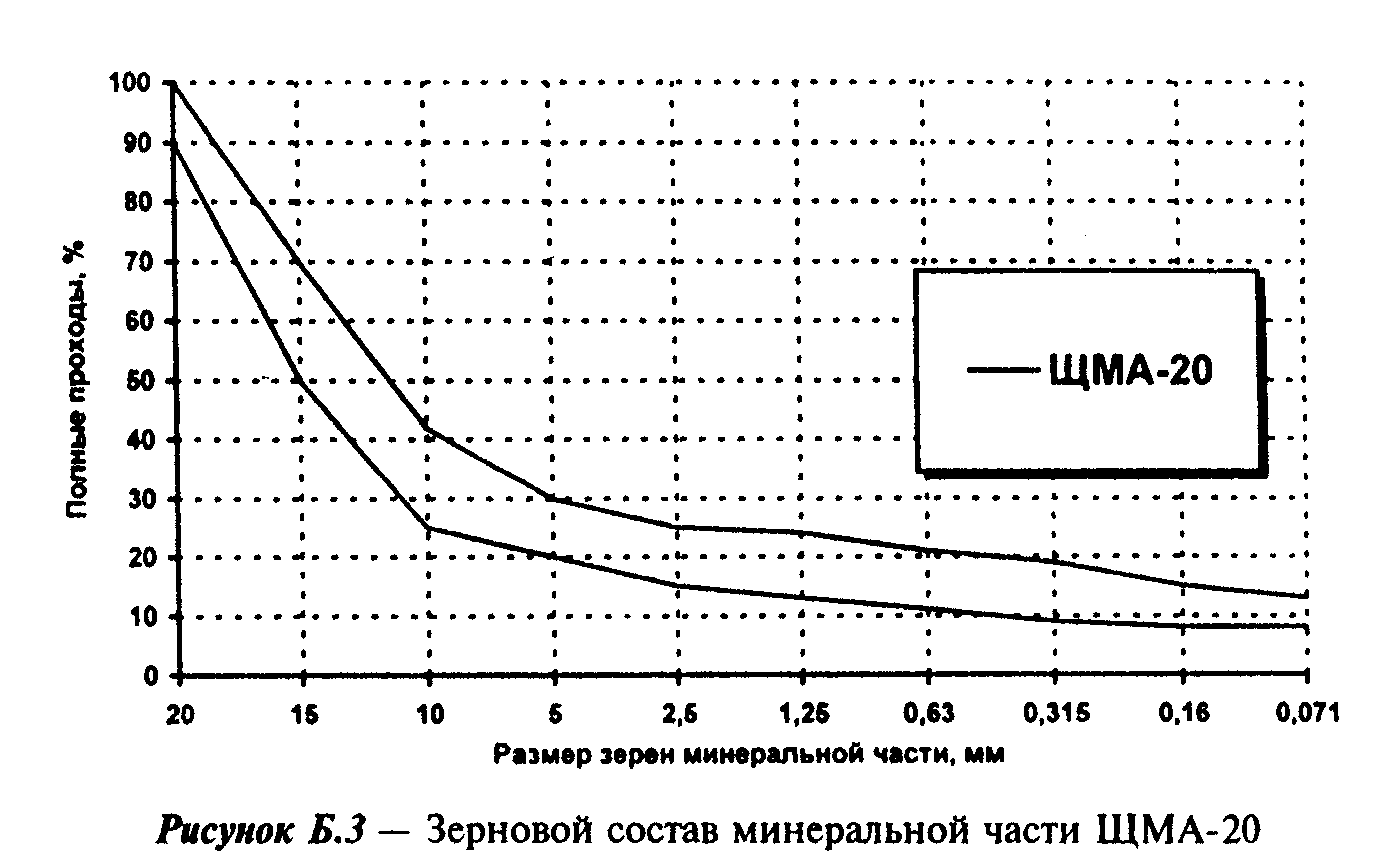 100
90
80
70
60
50
40
30
20
10
0
Полные проходы, %
ЩМА-20
20 15 10 5 2,5 1,25 0,63 0,315 0,16 0,071
Размер зерен минеральной части, мм
Рисунок Б.3 — Зерновой состав минеральной части ЩМА-20